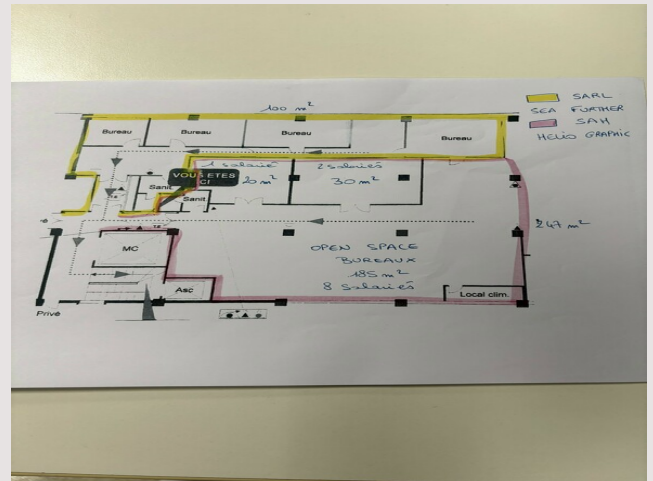 100 m²
SARL
SEA FURTHER
SAM
HELIO GRAPHIC
Bureau
Bureau
Bureau
Bureau
1 salarié
2 salariés
20 m²
30 m²
VOUS ETES
ICI
Sanit
Sanit
247 m²
MC
OPEN SPACE
BUREAUX
185 m²
8 Salariés
Asc
Local clim.
Privé